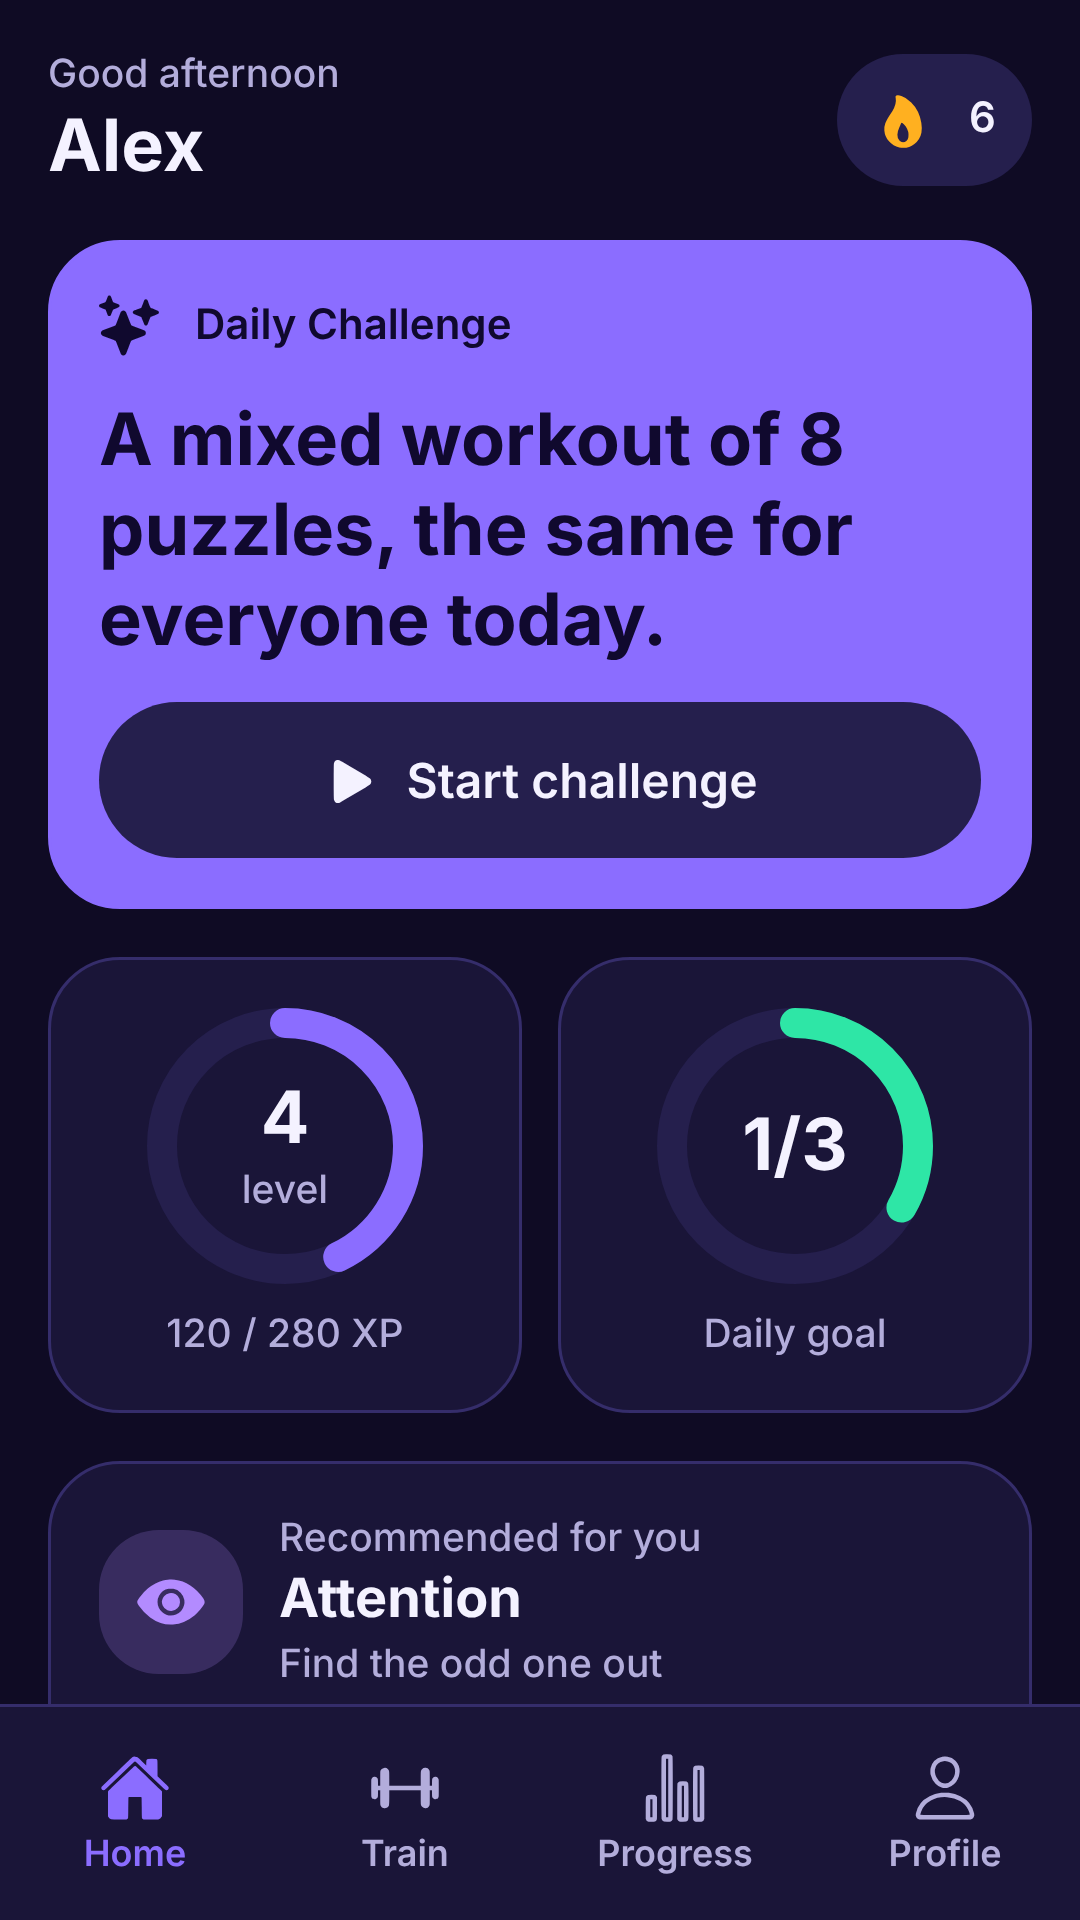 Good afternoon
Alex
6
Daily Challenge
A mixed workout of 8
puzzles, the same for
everyone today.
Start challenge
4
level
120 / 280 XP
1/3
Daily goal
Recommended for you
Attention
Find the odd one out
Home
Train
Progress
Profile